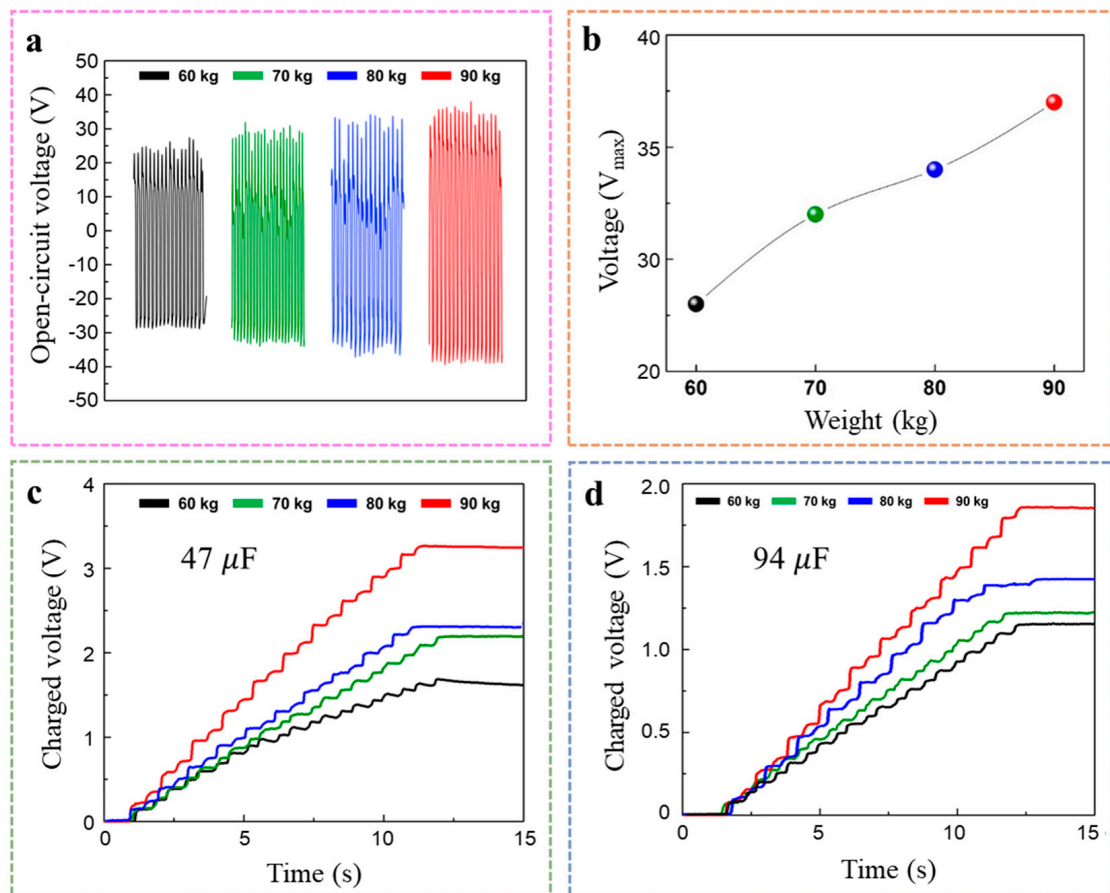 a
60 kg 70 kg 80 kg 90 kg
Open-circuit voltage (V)
50
40
30
20
10
0
-10
-20
-30
-40
-50
b
Voltage (Vmax)
40
35
30
20
60 70 80 90
Weight (kg)
c
60 kg 70 kg 80 kg 90 kg
47 μF
Charged voltage (V)
4
3
2
1
0
0 5 10 15
Time (s)
d
60 kg 70 kg 80 kg 90 kg
94 μF
Charged voltage (V)
2.0
1.5
1.0
0.5
0
0 5 10 15
Time (s)